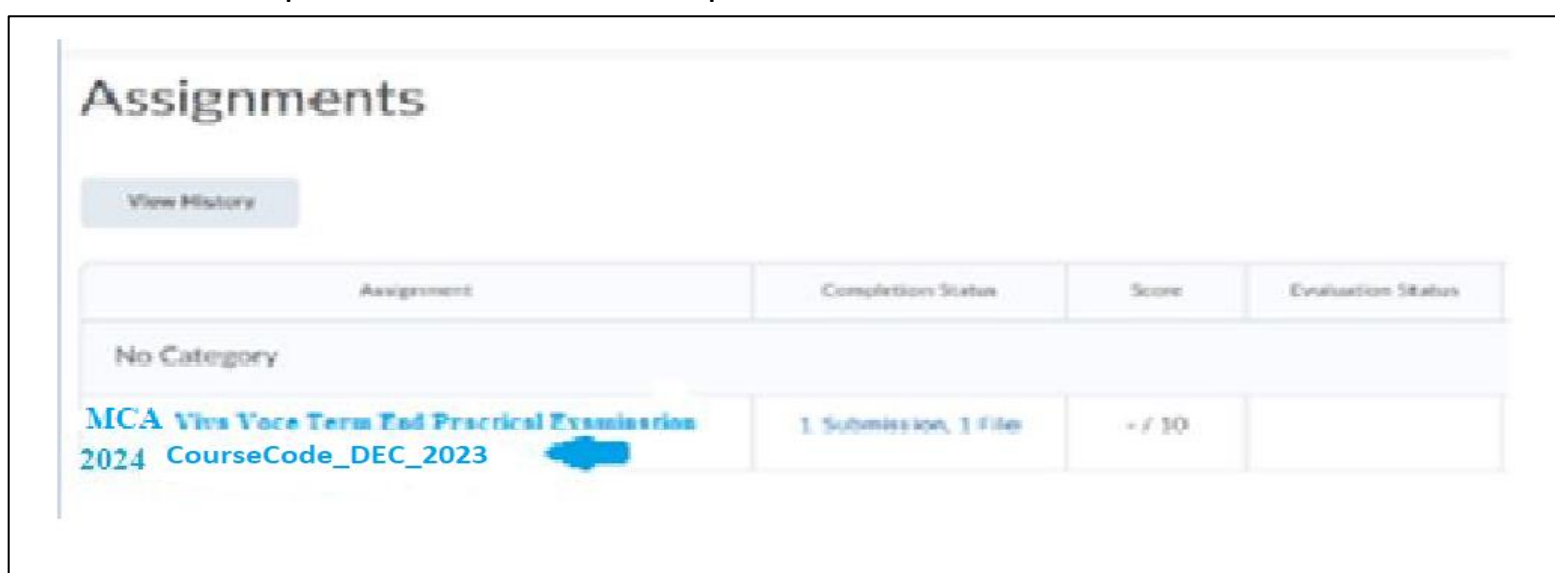 Assignments
View History
Assignment Completion Status Score Evaluation Status
No Category
MCA Viva Voce Term End Practical Examination 1 Submission, 1 File - / 10
2024 CourseCode_DEC_2023